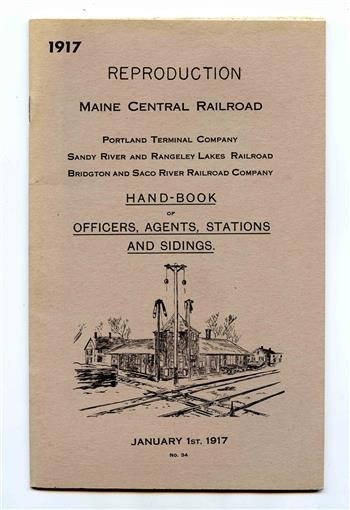 1917
REPRODUCTION
MAINE CENTRAL RAILROAD
PORTLAND TERMINAL COMPANY
SANDY RIVER AND RANGELEY LAKES RAILROAD
BRIDGTON AND SACO RIVER RAILROAD COMPANY
HAND-BOOK
OF
OFFICERS, AGENTS, STATIONS
AND SIDINGS.
JANUARY 1ST. 1917
No. 34